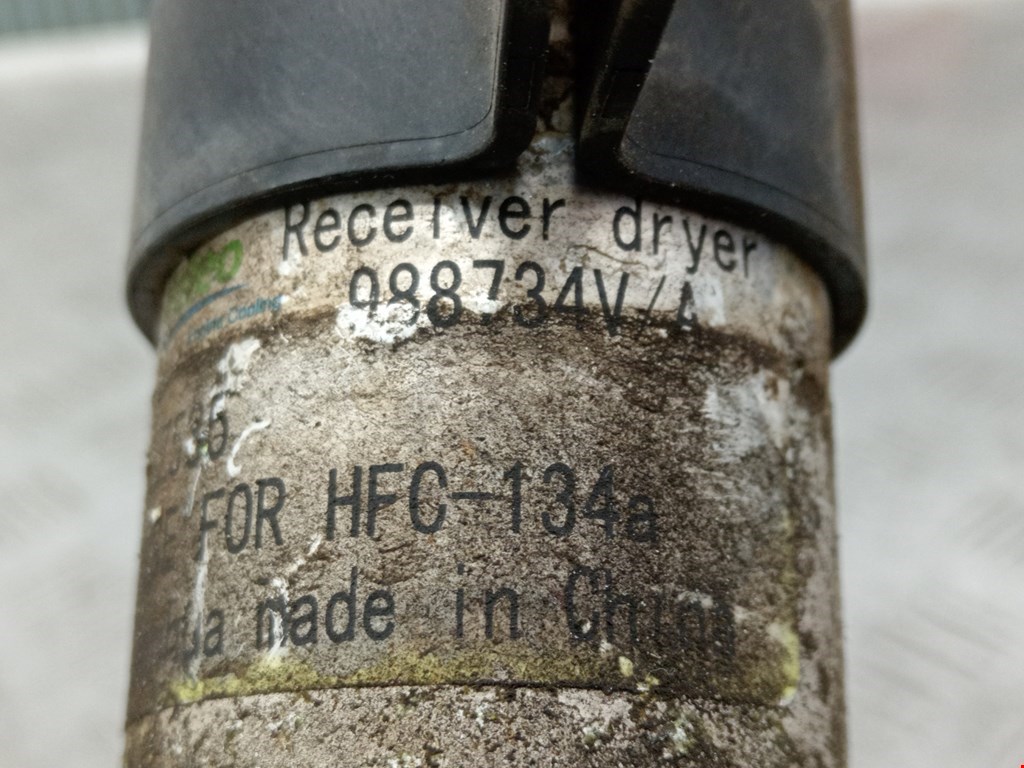 Receiver dryer
988734V/A
FOR HFC-134a
made in China